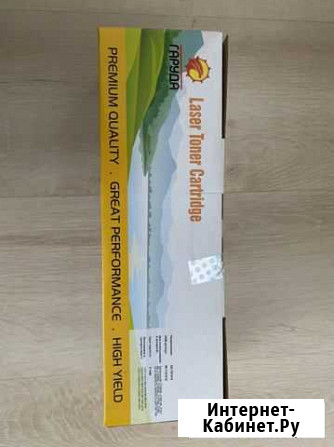 ГАРУДА
Laser Toner Cartridge
PREMIUM QUALITY . GREAT PERFORMANCE . HIGH YIELD
Интернет-
Кабинет.Ру